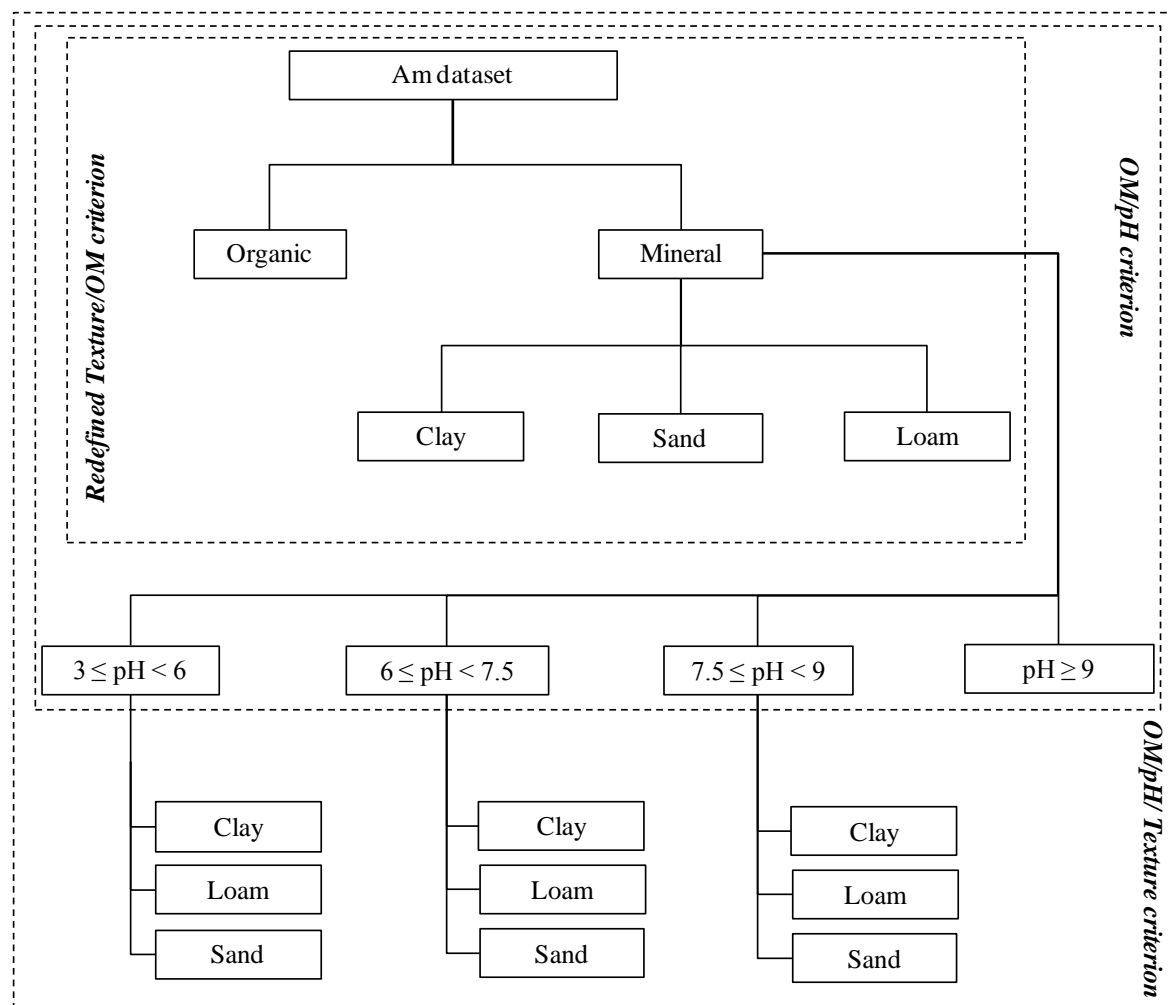 Am dataset
Redefined Texture/OM criterion
OM/pH criterion
Organic
Mineral
Clay
Sand
Loam
3 ≤ pH < 6
6 ≤ pH < 7.5
7.5 ≤ pH < 9
pH ≥ 9
OM/pH/ Texture criterion
Clay
Loam
Sand
Clay
Loam
Sand
Clay
Loam
Sand